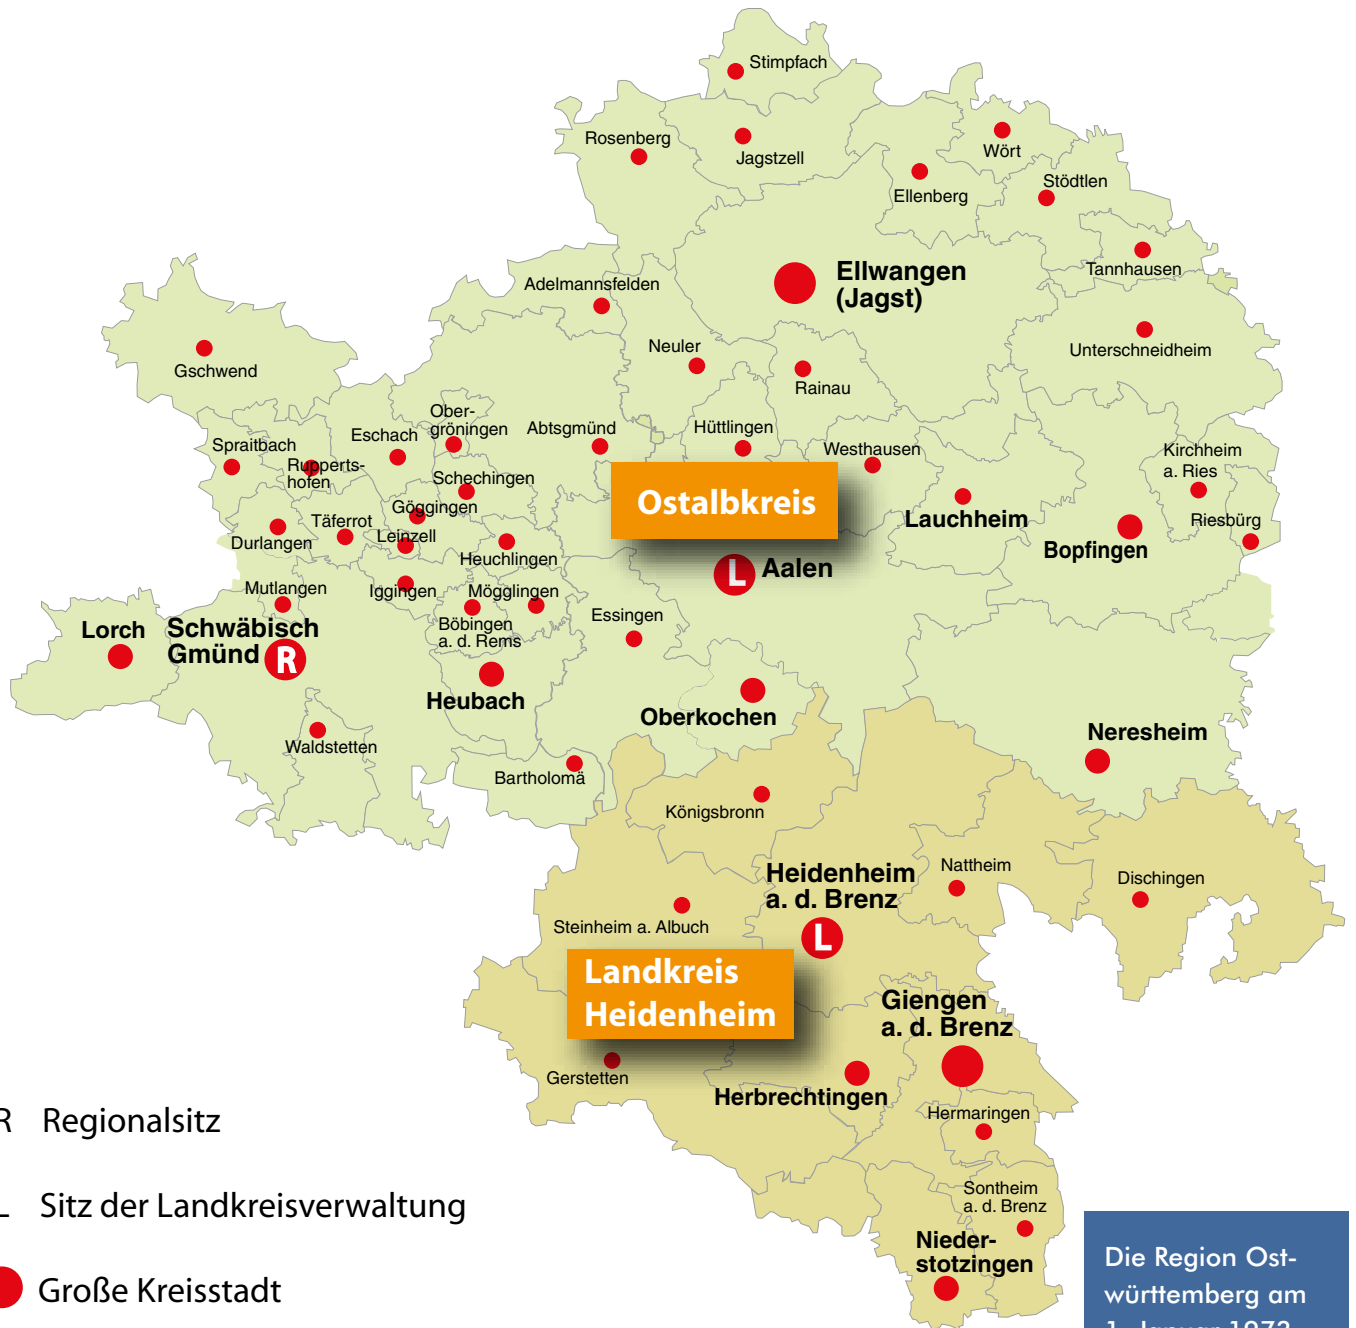 Stimpfach
Rosenberg
Jagstzell
Wört
Ellenberg
Stödtlen
Tannhausen
Ellwangen
(Jagst)
Adelmannsfelden
Unterschneidheim
Neuler
Rainau
Gschwend
Ober-
gröningen
Abtsgmünd
Hüttlingen
Eschach
Spraitbach
Rupperts-
hofen
Westhausen
Kirchheim
a. Ries
Schechingen
Ostalbkreis
Göggingen
Täferrot
Lauchheim
Riesbürg
Durlangen
Leinzell
Bopfingen
Heuchlingen
L Aalen
Mutlangen
Iggingen
Mögglingen
Böbingen
a. d. Rems
Essingen
Lorch
Schwäbisch
Gmünd R
Heubach
Oberkochen
Neresheim
Waldstetten
Bartholomä
Königsbronn
Heidenheim
a. d. Brenz
L
Nattheim
Dischingen
Steinheim a. Albuch
Landkreis
Heidenheim
Giengen
a. d. Brenz
Gerstetten
Herbrechtingen
Hermaringen
Sontheim
a. d. Brenz
Nieder-
stotzingen
R Regionalsitz
L Sitz der Landkreisverwaltung
Große Kreisstadt
Die Region Ost-
württemberg am
1. Januar 1973